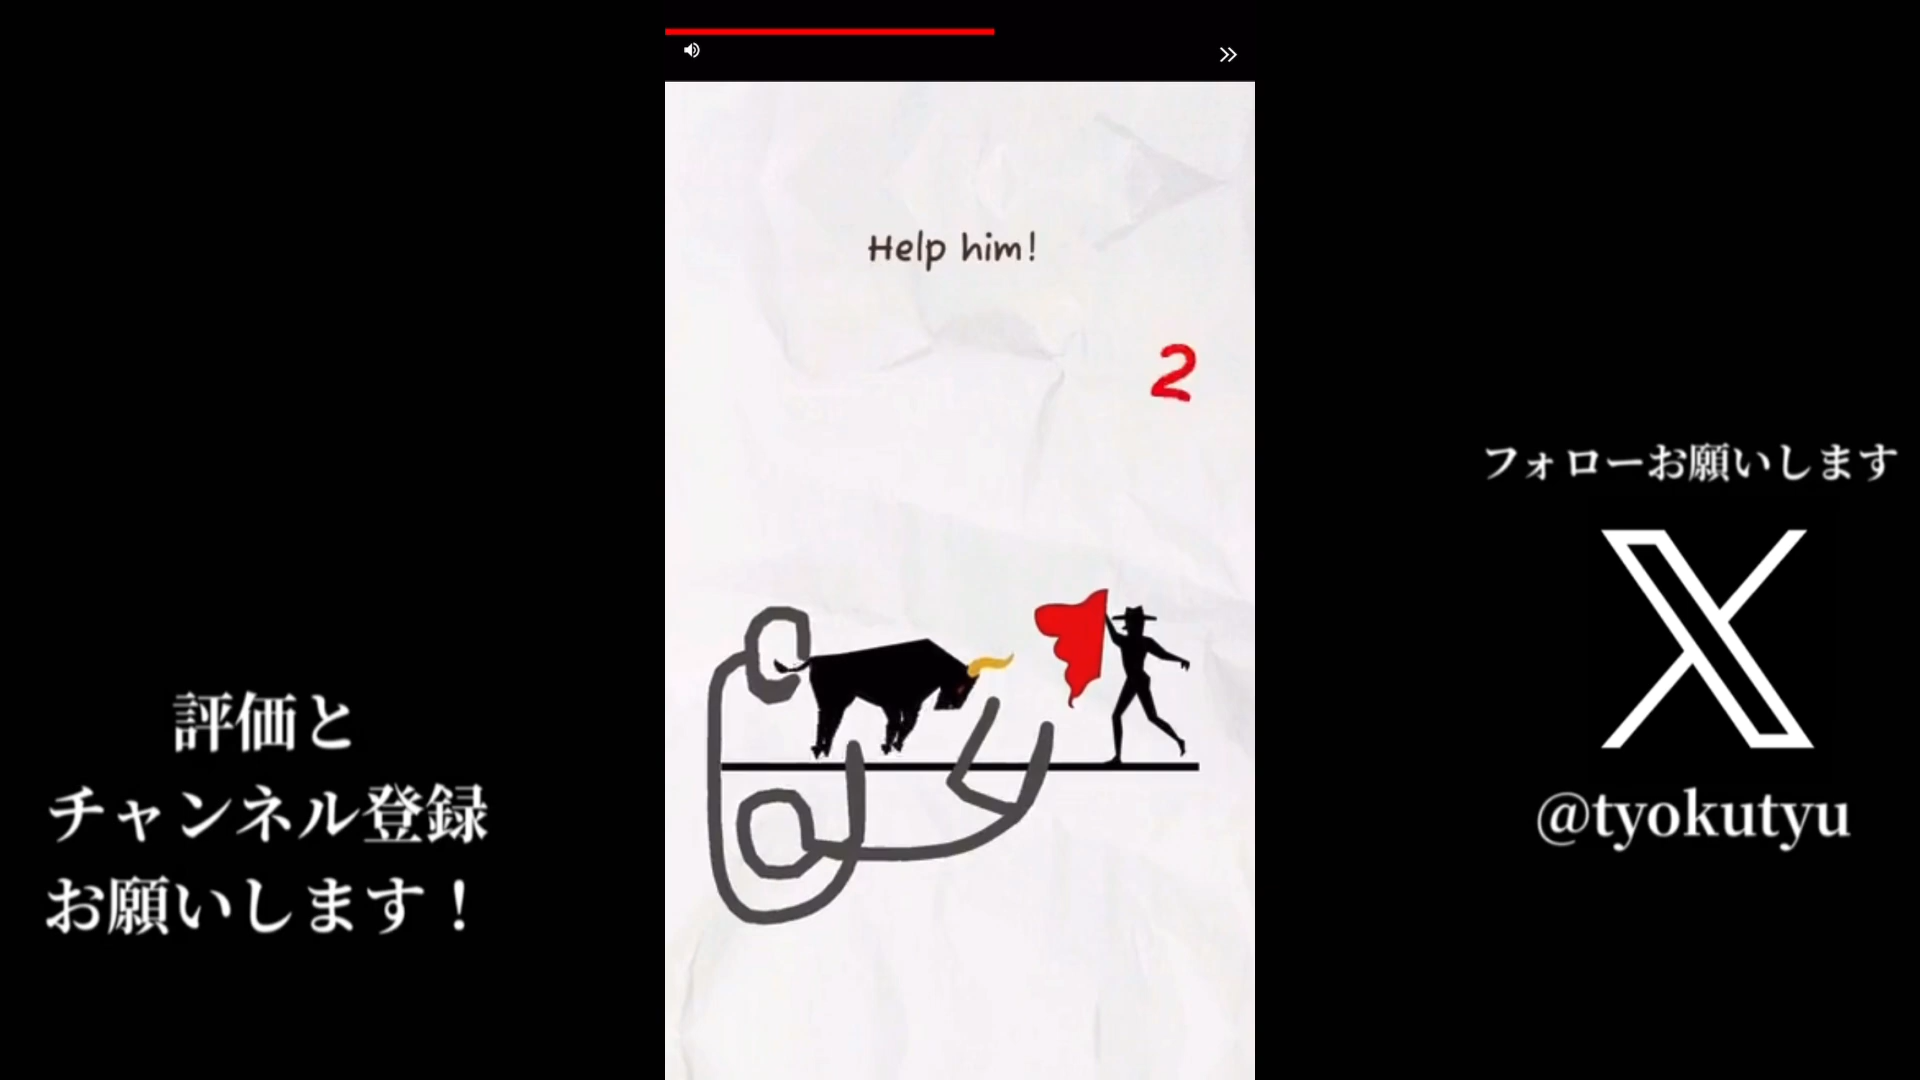 Help him!
2
評価と
チャンネル登録
お願いします！
フォローお願いします
X
@tyokutyu